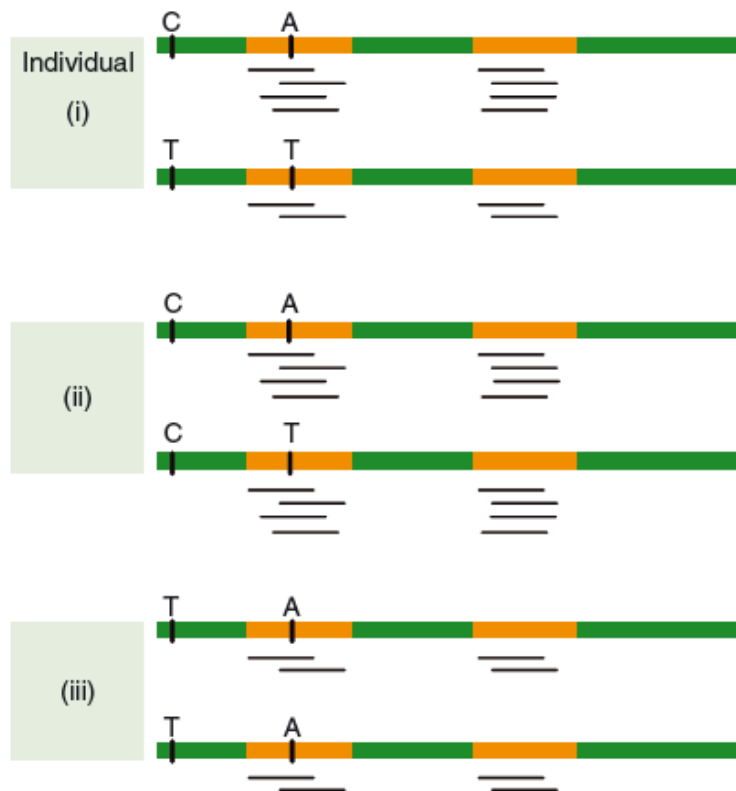 C A
Individual
(i)
T T
C A
(ii)
C T
T A
(iii)
T A